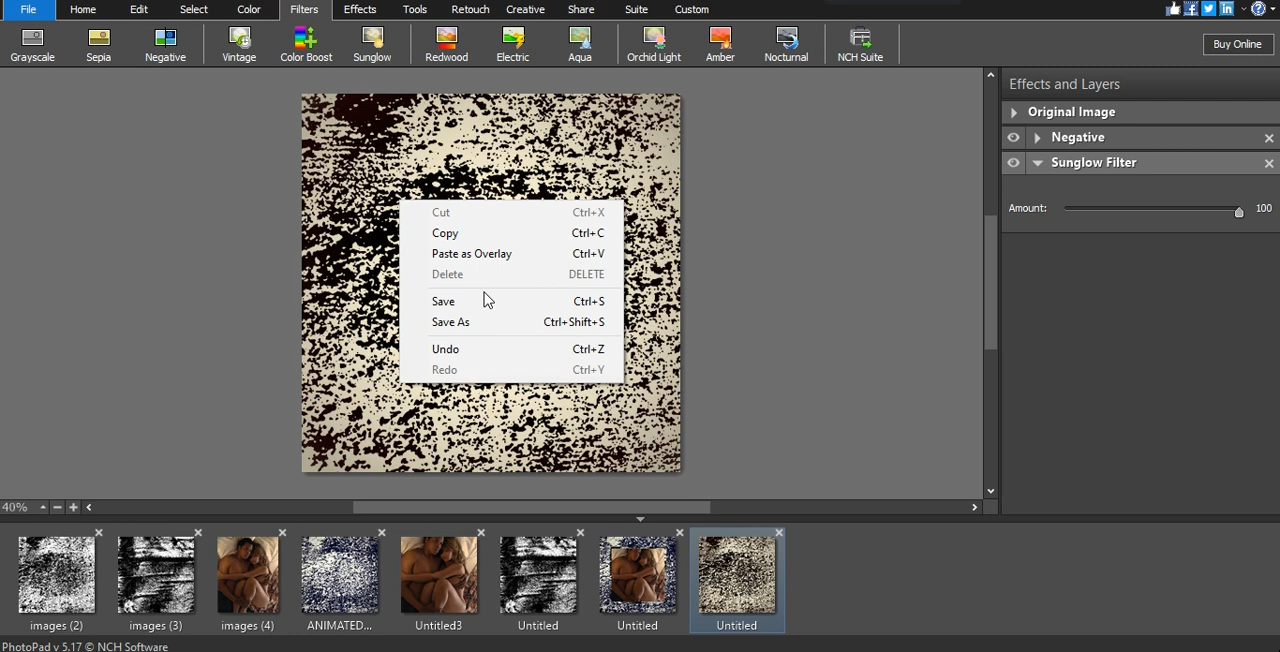 File Home Edit Select Color Filters Effects Tools Retouch Creative Share Suite Custom
Grayscale Sepia Negative Vintage Color Boost Sunglow Redwood Electric Aqua Orchid Light Amber Nocturnal NCH Suite Buy Online
Effects and Layers
Original Image
Negative
Sunglow Filter
Amount: 100
Cut Ctrl+X
Copy Ctrl+C
Paste as Overlay Ctrl+V
Delete DELETE
Save Ctrl+S
Save As Ctrl+Shift+S
Undo Ctrl+Z
Redo Ctrl+Y
40%
images (2) images (3) images (4) ANIMATED... Untitled3 Untitled Untitled Untitled
PhotoPad v 5.17 © NCH Software